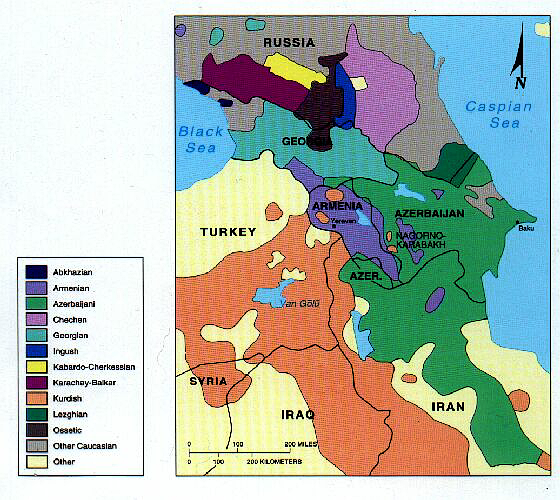 RUSSIA
N
Caspian
Sea
Black
Sea
GEO
ARMENIA
Yerevan
AZERBAIJAN
NAGORNO-
KARABAKH
Baku
TURKEY
AZER.
Van Gölü
SYRIA
IRAQ
IRAN
0 100 200 MILES
0 100 200 KILOMETERS
Abkhazian
Armenian
Azerbaijani
Chechen
Georgian
Ingush
Kabardo-Cherkessian
Karachey-Balkar
Kurdish
Lezghian
Ossetic
Other Caucasian
Other